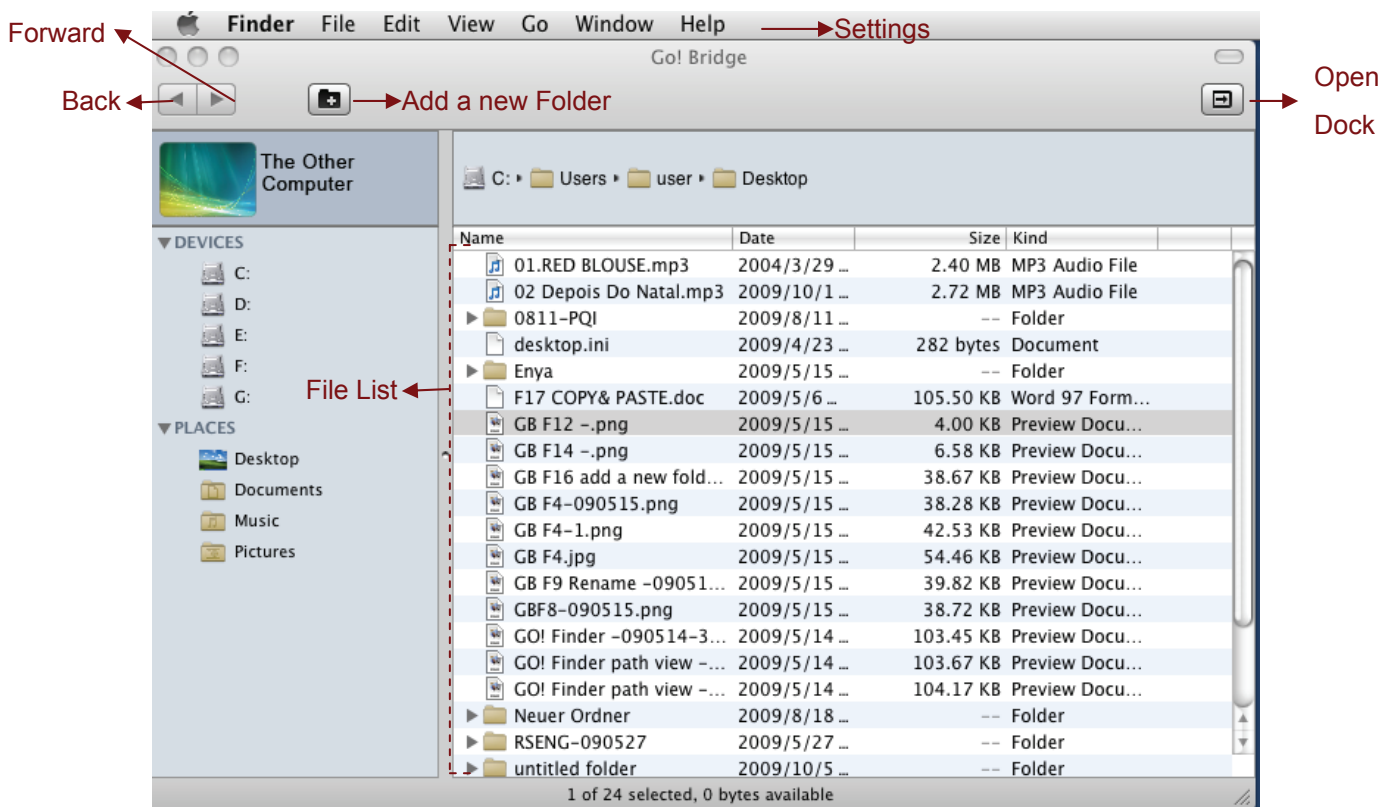 Finder File Edit View Go Window Help
Settings
Forward
Go! Bridge
Back
Add a new Folder
Open
Dock
The Other
Computer
C: Users user Desktop
DEVICES
C:
D:
E:
F:
G:
PLACES
Desktop
Documents
Music
Pictures
File List
Name Date Size Kind
01.RED BLOUSE.mp3 2004/3/29 ... 2.40 MB MP3 Audio File
02 Depois Do Natal.mp3 2009/10/1 ... 2.72 MB MP3 Audio File
0811-PQI 2009/8/11 ... -- Folder
desktop.ini 2009/4/23 ... 282 bytes Document
Enya 2009/5/15 ... -- Folder
F17 COPY& PASTE.doc 2009/5/6 ... 105.50 KB Word 97 Form...
GB F12 -.png 2009/5/15 ... 4.00 KB Preview Docu...
GB F14 -.png 2009/5/15 ... 6.58 KB Preview Docu...
GB F16 add a new fold... 2009/5/15 ... 38.67 KB Preview Docu...
GB F4-090515.png 2009/5/15 ... 38.28 KB Preview Docu...
GB F4-1.png 2009/5/15 ... 42.53 KB Preview Docu...
GB F4.jpg 2009/5/15 ... 54.46 KB Preview Docu...
GB F9 Rename -09051... 2009/5/15 ... 39.82 KB Preview Docu...
GBF8-090515.png 2009/5/15 ... 38.72 KB Preview Docu...
GO! Finder -090514-3... 2009/5/14 ... 103.45 KB Preview Docu...
GO! Finder path view -... 2009/5/14 ... 103.67 KB Preview Docu...
GO! Finder path view -... 2009/5/14 ... 104.17 KB Preview Docu...
Neuer Ordner 2009/8/18 ... -- Folder
RSENG-090527 2009/5/27 ... -- Folder
untitled folder 2009/10/5 ... -- Folder
1 of 24 selected, 0 bytes available